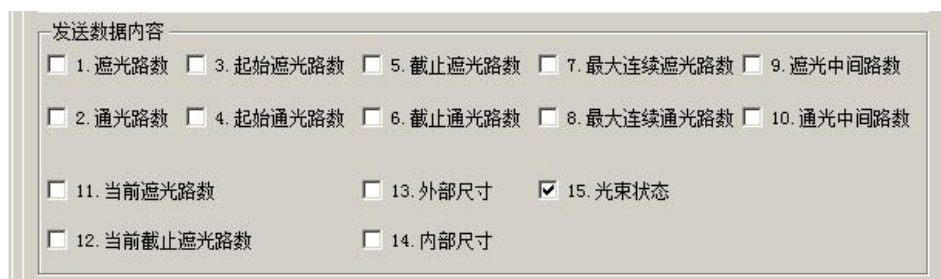 发送数据内容
1. 遮光路数 3. 起始遮光路数 5. 截止遮光路数 7. 最大连续遮光路数 9. 遮光中间路数
2. 通光路数 4. 起始通光路数 6. 截止通光路数 8. 最大连续通光路数 10. 通光中间路数
11. 当前遮光路数 13. 外部尺寸 15. 光束状态
12. 当前截止遮光路数 14. 内部尺寸